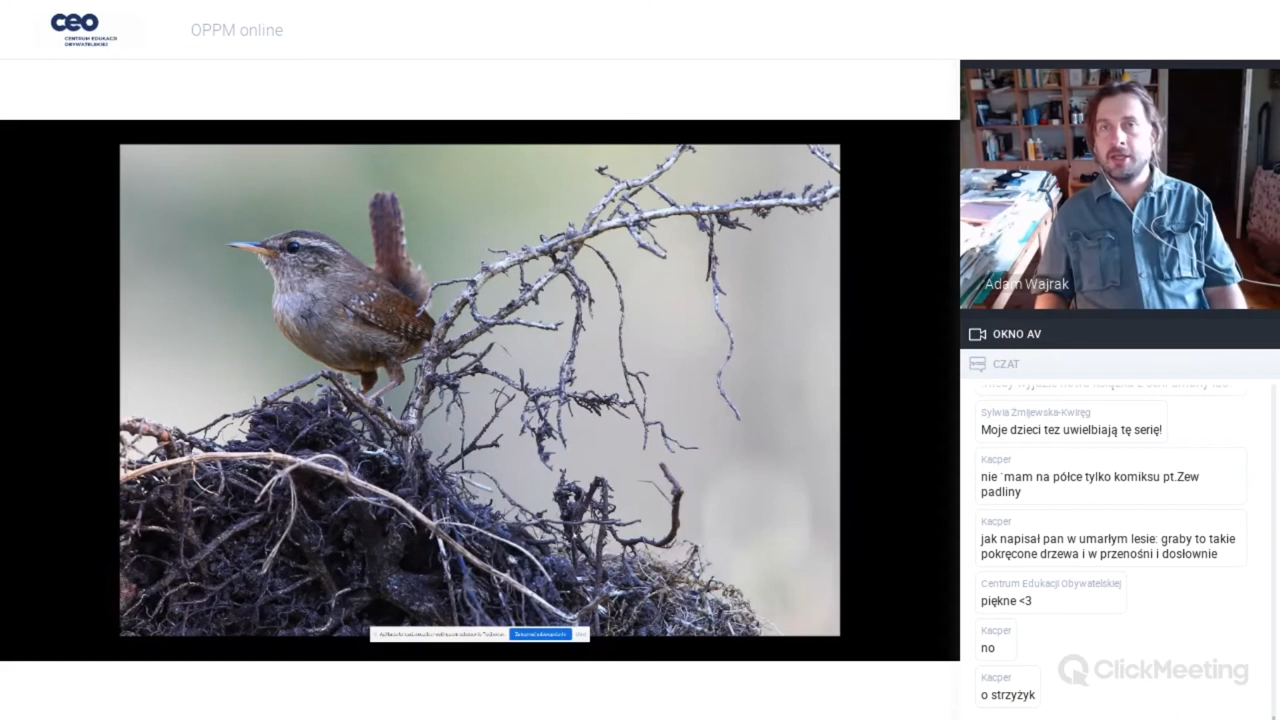 ceo
CENTRUM EDUKACJI
OBYWATELSKIEJ
OPPM online
Adam Wajrak
OKNO AV
CZAT
Sylwia Żmijewska-Kwiręg
Moje dzieci tez uwielbiają tę serię!
Kacper
nie ˙mam na półce tylko komiksu pt.Zew
padliny
Kacper
jak napisał pan w umarłym lesie: graby to takie
pokręcone drzewa i w przenośni i dosłownie
Centrum Edukacji Obywatelskiej
piękne <3
Kacper
no
Kacper
o strzyżyk
ClickMeeting